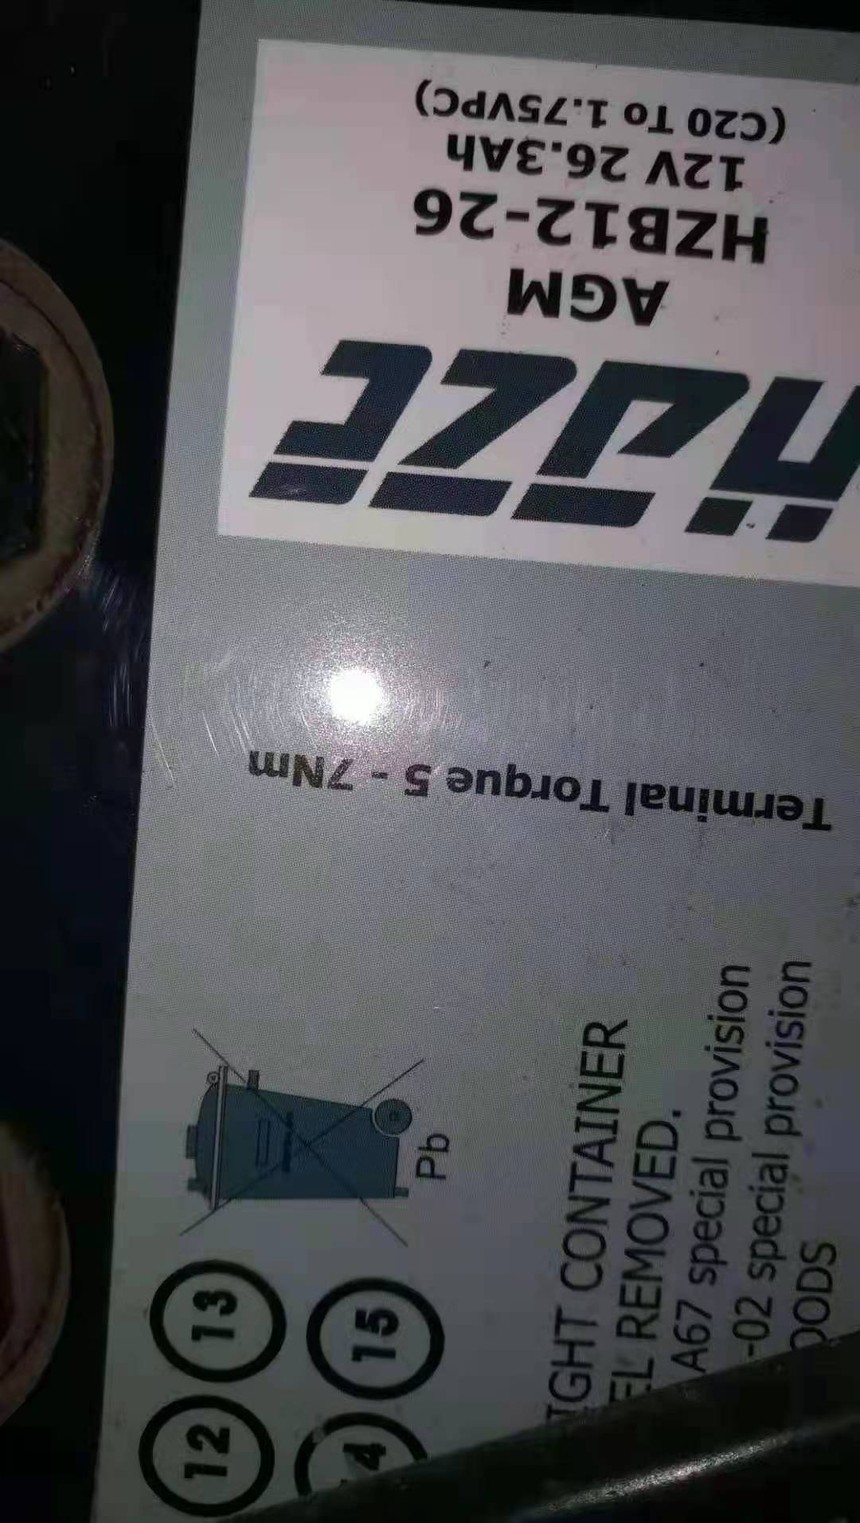 HAZE
AGM
HZB12-26
12V 26.3Ah
(C20 To 1.75VPC)
Terminal Torque 5 - 7Nm
Pb
12 13
4 15
IGHT CONTAINER
EL REMOVED.
A67 special provision
-02 special provision
OODS